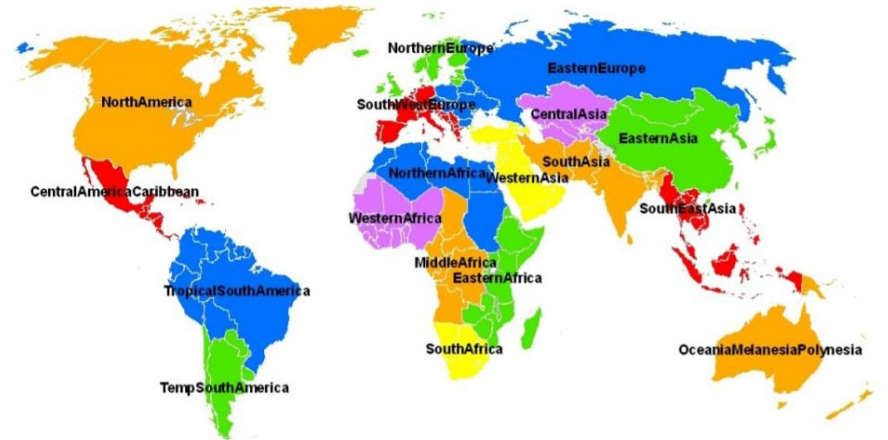 NorthernEurope
EasternEurope
NorthAmerica
SouthWestEurope
CentralAsia
EasternAsia
SouthAsia
NorthernAfrica
WesternAsia
CentralAmericaCaribbean
SouthEastAsia
WesternAfrica
MiddleAfrica
EasternAfrica
TropicalSouthAmerica
SouthAfrica
OceaniaMelanesiaPolynesia
TempSouthAmerica